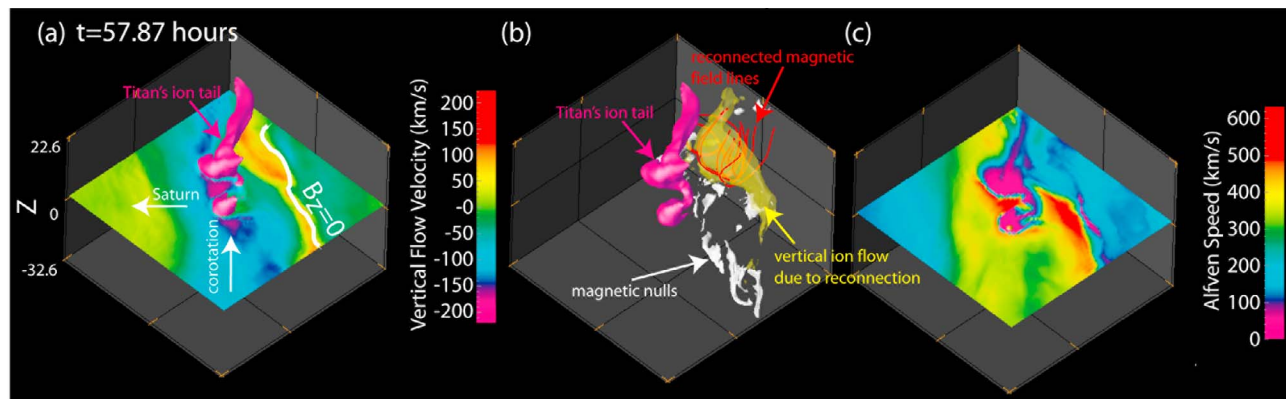 (a) t=57.87 hours
Titan's ion tail
22.6
Z
0
-32.6
Saturn
corotation
Bz=0
Vertical Flow Velocity (km/s)
200
150
100
50
-0
-50
-100
-150
-200
(b)
reconnected magnetic
field lines
Titan's ion tail
magnetic nulls
vertical ion flow
due to reconnection
(c)
Alfven Speed (km/s)
600
500
400
300
200
100
0